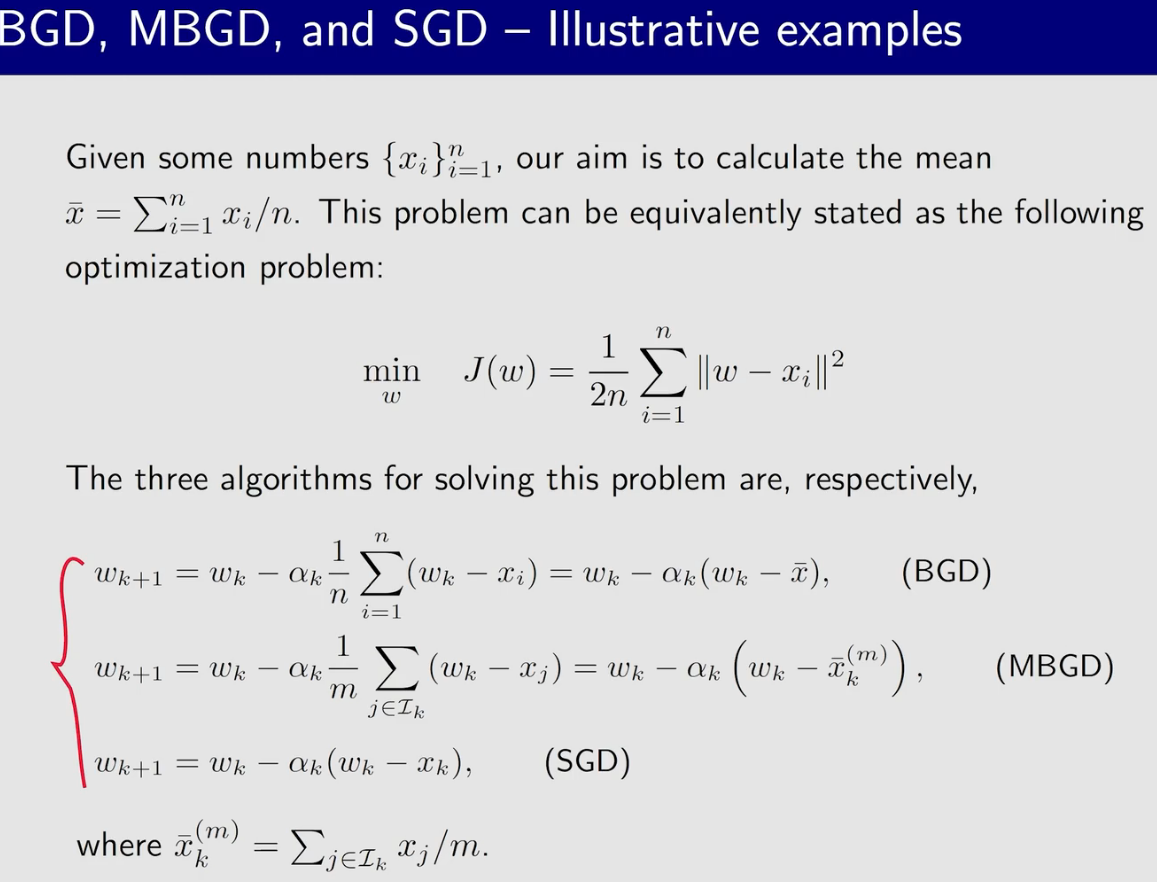 BGD, MBGD, and SGD – Illustrative examples
Given some numbers $\{x_i\}_{i=1}^n$, our aim is to calculate the mean
$\bar{x} = \sum_{i=1}^n x_i/n$. This problem can be equivalently stated as the following
optimization problem:
$\min_w \quad J(w) = \frac{1}{2n} \sum_{i=1}^n \|w - x_i\|^2$
The three algorithms for solving this problem are, respectively,
$w_{k+1} = w_k - \alpha_k \frac{1}{n} \sum_{i=1}^n (w_k - x_i) = w_k - \alpha_k (w_k - \bar{x}),$ (BGD)
$w_{k+1} = w_k - \alpha_k \frac{1}{m} \sum_{j \in \mathcal{I}_k} (w_k - x_j) = w_k - \alpha_k \left( w_k - \bar{x}_k^{(m)} \right),$ (MBGD)
$w_{k+1} = w_k - \alpha_k (w_k - x_k),$ (SGD)
where $\bar{x}_k^{(m)} = \sum_{j \in \mathcal{I}_k} x_j/m.$